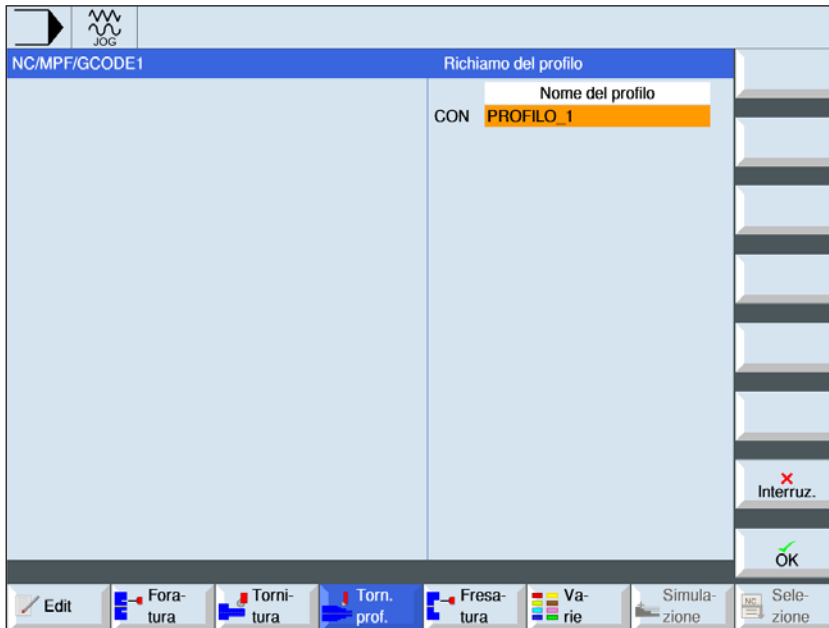 JOG
NC/MPF/GCODE1
Richiamo del profilo
Nome del profilo
CON PROFILO_1
Interruz.
OK
Edit
Fora-
tura
Torni-
tura
Torn.
prof.
Fresa-
tura
Va-
rie
Simula-
zione
NC
Sele-
zione